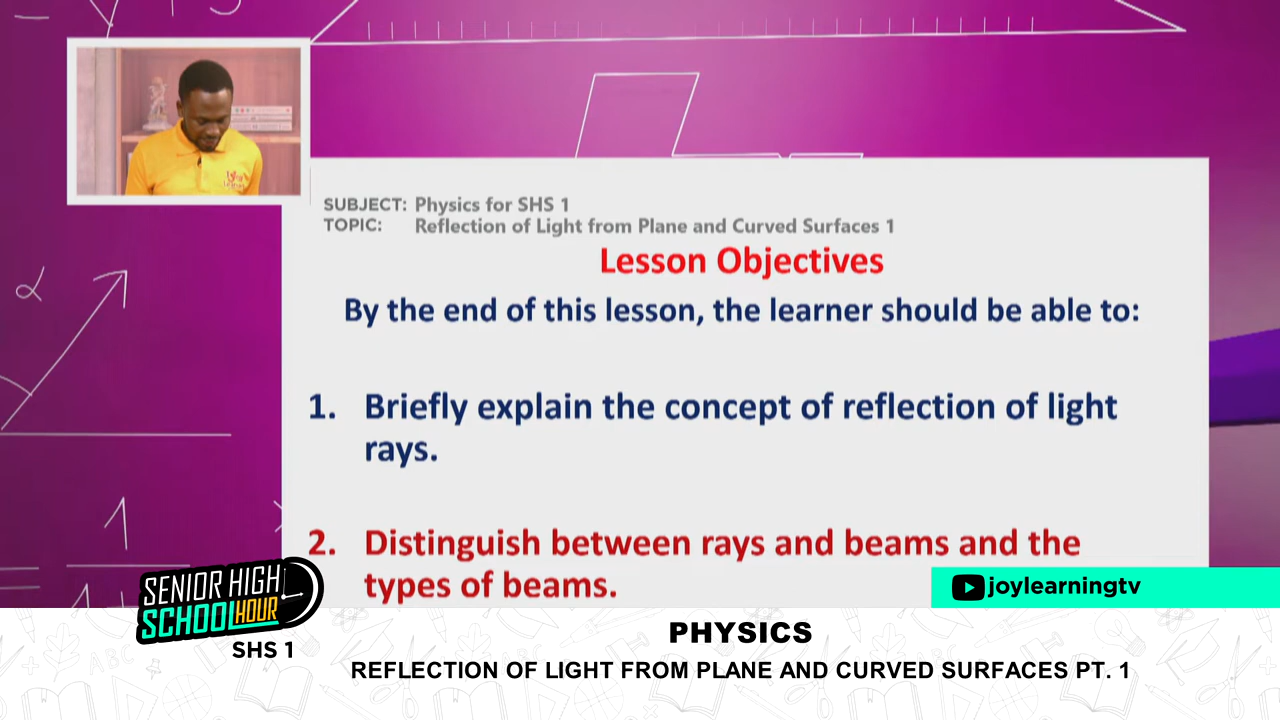 SUBJECT: Physics for SHS 1
TOPIC: Reflection of Light from Plane and Curved Surfaces 1
Lesson Objectives
By the end of this lesson, the learner should be able to:
1. Briefly explain the concept of reflection of light
rays.
2. Distinguish between rays and beams and the
types of beams.
α
1
SENIOR HIGH
SCHOOL HOUR
SHS 1
joylearningtv
PHYSICS
REFLECTION OF LIGHT FROM PLANE AND CURVED SURFACES PT. 1